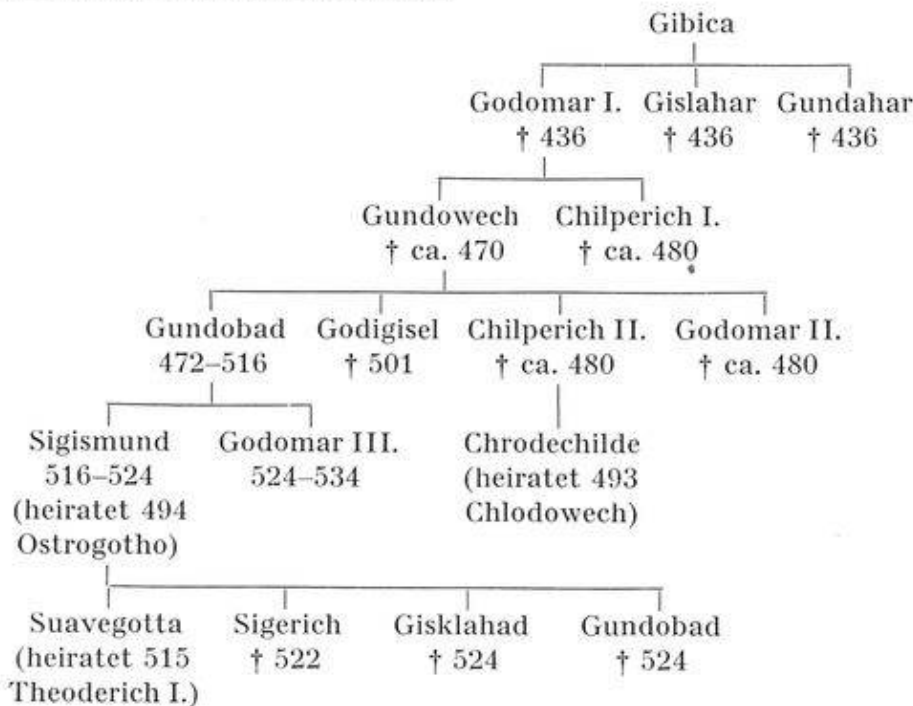 Gibica
Godomar I. Gislahar Gundahar
† 436 † 436 † 436
Gundowech Chilperich I.
† ca. 470 † ca. 480
Gundobad Godigisel Chilperich II. Godomar II.
472–516 † 501 † ca. 480 † ca. 480
Sigismund Godomar III. Chrodechilde
516–524 524–534 (heiratet 493
(heiratet 494 Chlodowech)
Ostrogotho)
Suavegotta Sigerich Gisklahad Gundobad
(heiratet 515 † 522 † 524 † 524
Theoderich I.)